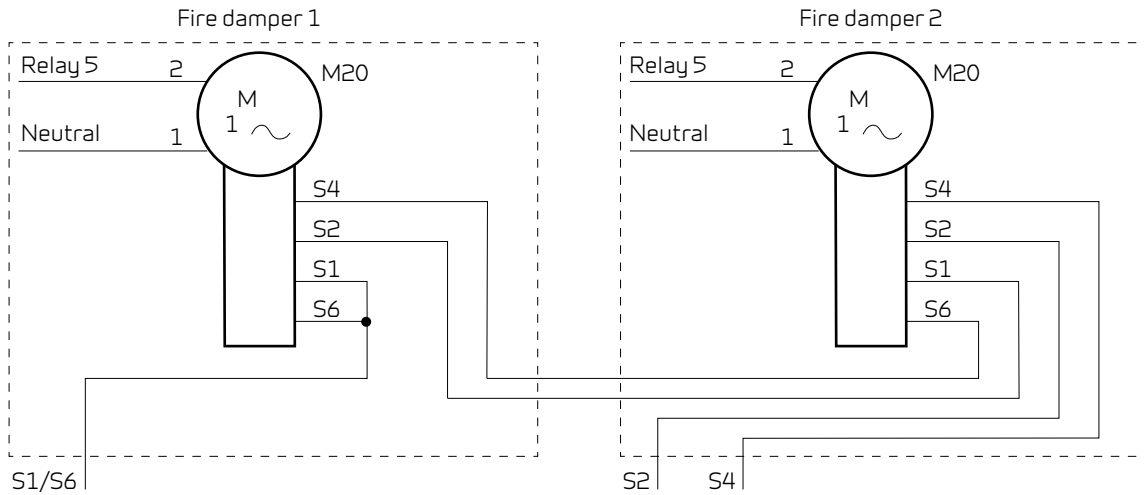 Fire damper 1
Relay 5
2
M20
M
1
Neutral
1
S4
S2
S1
S6
S1/S6
Fire damper 2
Relay 5
2
M20
M
1
Neutral
1
S4
S2
S1
S6
S2
S4